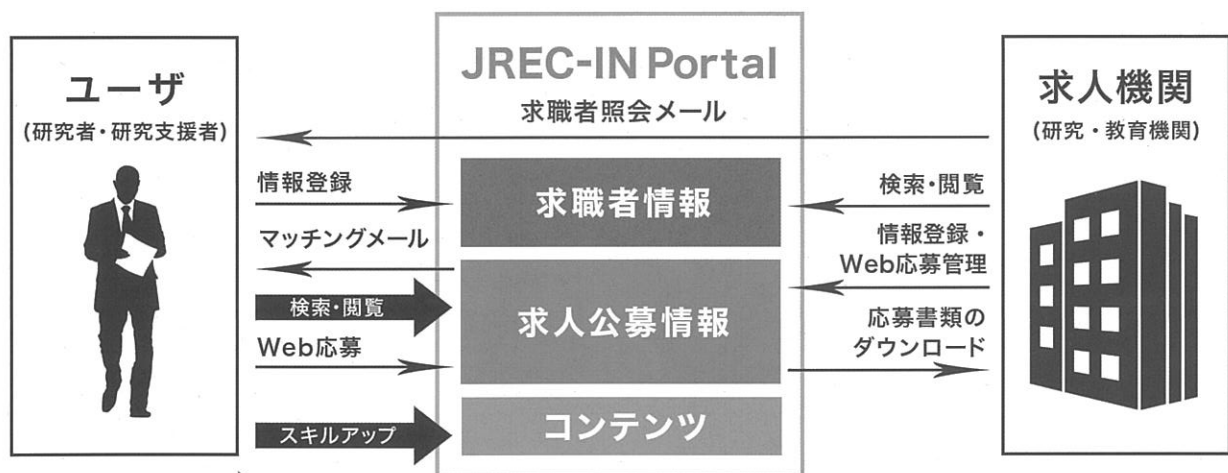 JREC-IN Portal
求職者照会メール
ユーザ
(研究者・研究支援者)
情報登録
マッチングメール
検索・閲覧
Web応募
スキルアップ
求職者情報
求人公募情報
コンテンツ
求人機関
(研究・教育機関)
検索・閲覧
情報登録・
Web応募管理
応募書類の
ダウンロード